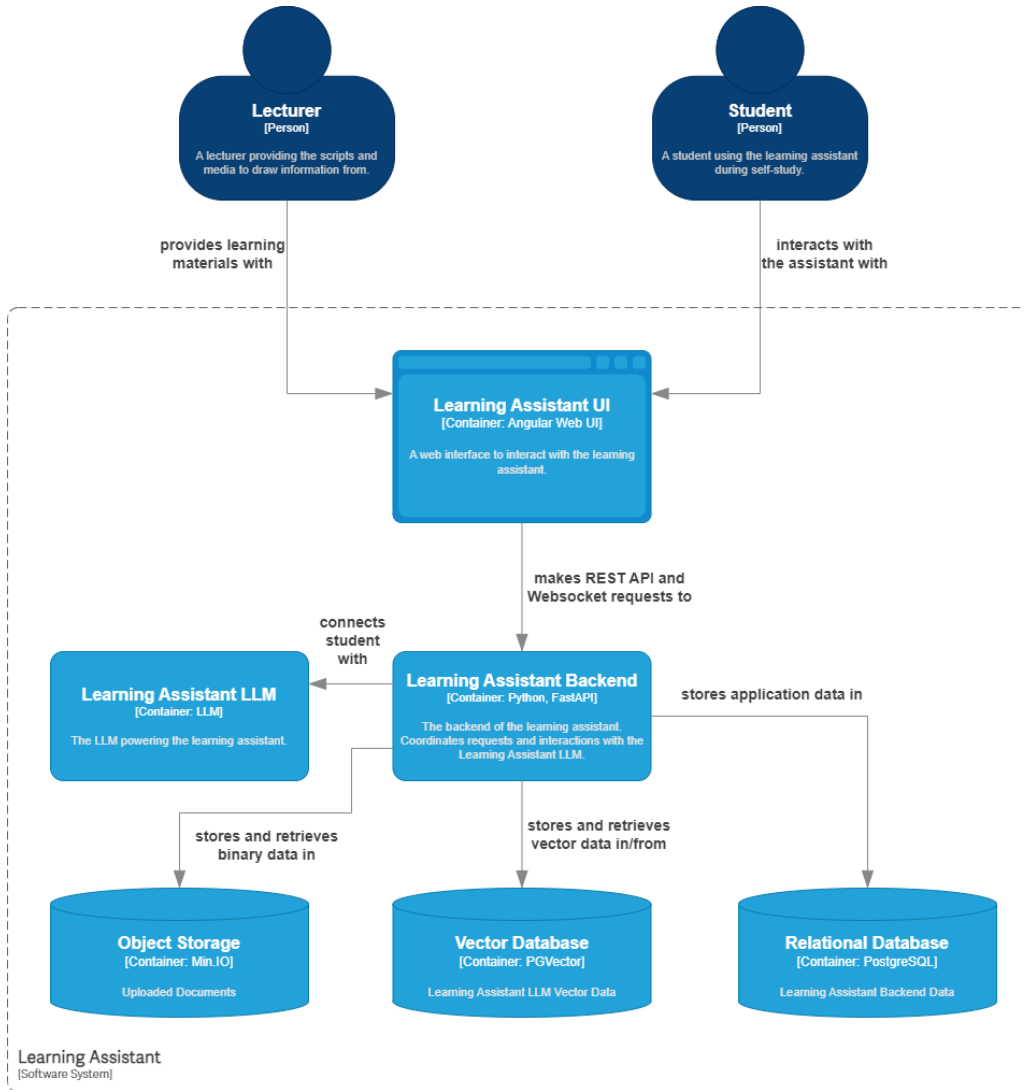 Lecturer
[Person]
A lecturer providing the scripts and
media to draw information from.
Student
[Person]
A student using the learning assistant
during self-study.
provides learning
materials with
interacts with
the assistant with
Learning Assistant UI
[Container: Angular Web UI]
A web interface to interact with the learning
assistant.
makes REST API and
Websocket requests to
connects
student
with
Learning Assistant LLM
[Container: LLM]
The LLM powering the learning assistant.
Learning Assistant Backend
[Container: Python, FastAPI]
The backend of the learning assistant.
Coordinates requests and interactions with the
Learning Assistant LLM.
stores application data in
stores and retrieves
binary data in
stores and retrieves
vector data in/from
Object Storage
[Container: Min.IO]
Uploaded Documents
Vector Database
[Container: PGVector]
Learning Assistant LLM Vector Data
Relational Database
[Container: PostgreSQL]
Learning Assistant Backend Data
Learning Assistant
[Software System]